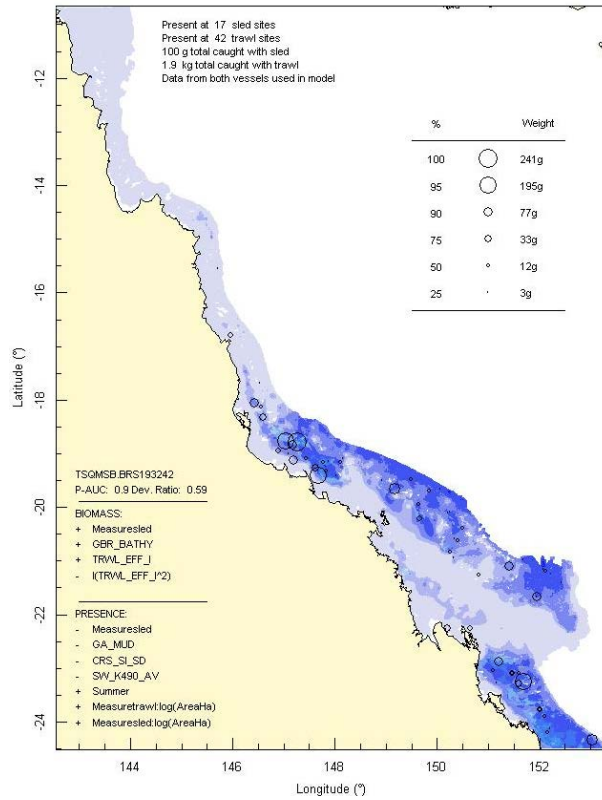 Present at 17 sled sites
Present at 42 trawl sites
100 g total caught with sled
1.9 kg total caught with trawl
Data from both vessels used in model
% Weight
100 241g
95 195g
90 77g
75 33g
50 12g
25 3g
-12
-14
-16
-18
-20
-22
-24
Latitude (°)
TSQMSB.BRS193242
P-AUC: 0.9 Dev. Ratio: 0.59
BIOMASS:
+ Measuresled
+ GBR_BATHY
+ TRWL_EFF_I
- I(TRWL_EFF_I^2)
PRESENCE:
- Measuresled
- GA_MUD
- CRS_SI_SD
- SW_K490_AV
+ Summer
+ Measuretrawl:log(AreaHa)
+ Measuresled:log(AreaHa)
144 146 148 150 152
Longitude (°)